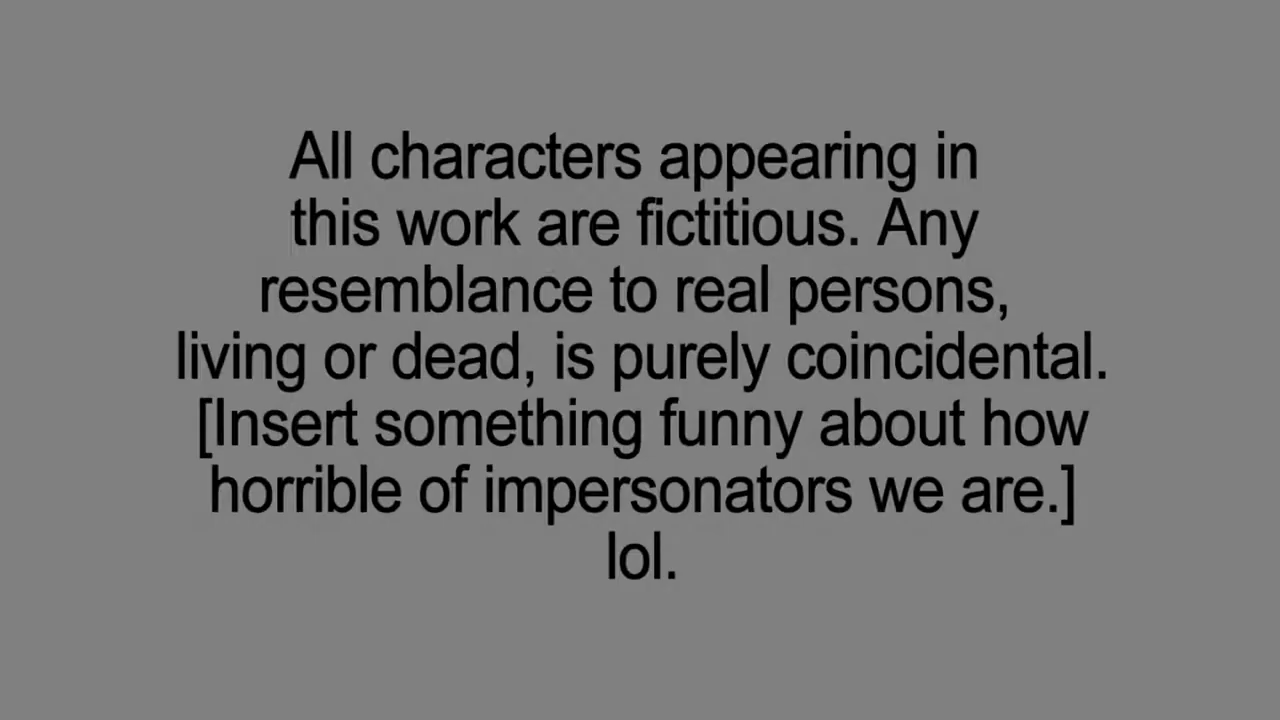 All characters appearing in
this work are fictitious. Any
resemblance to real persons,
living or dead, is purely coincidental.
[Insert something funny about how
horrible of impersonators we are.]
lol.